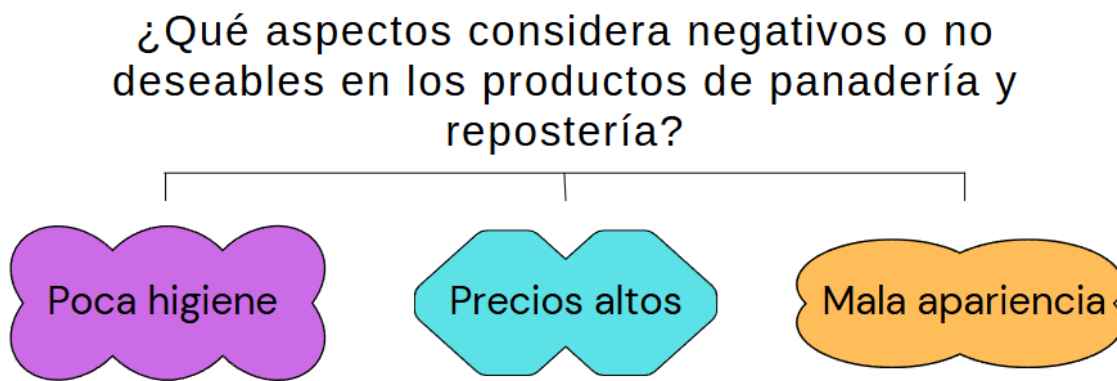 ¿Qué aspectos considera negativos o no
deseables en los productos de panadería y
repostería?
Poca higiene
Precios altos
Mala apariencia